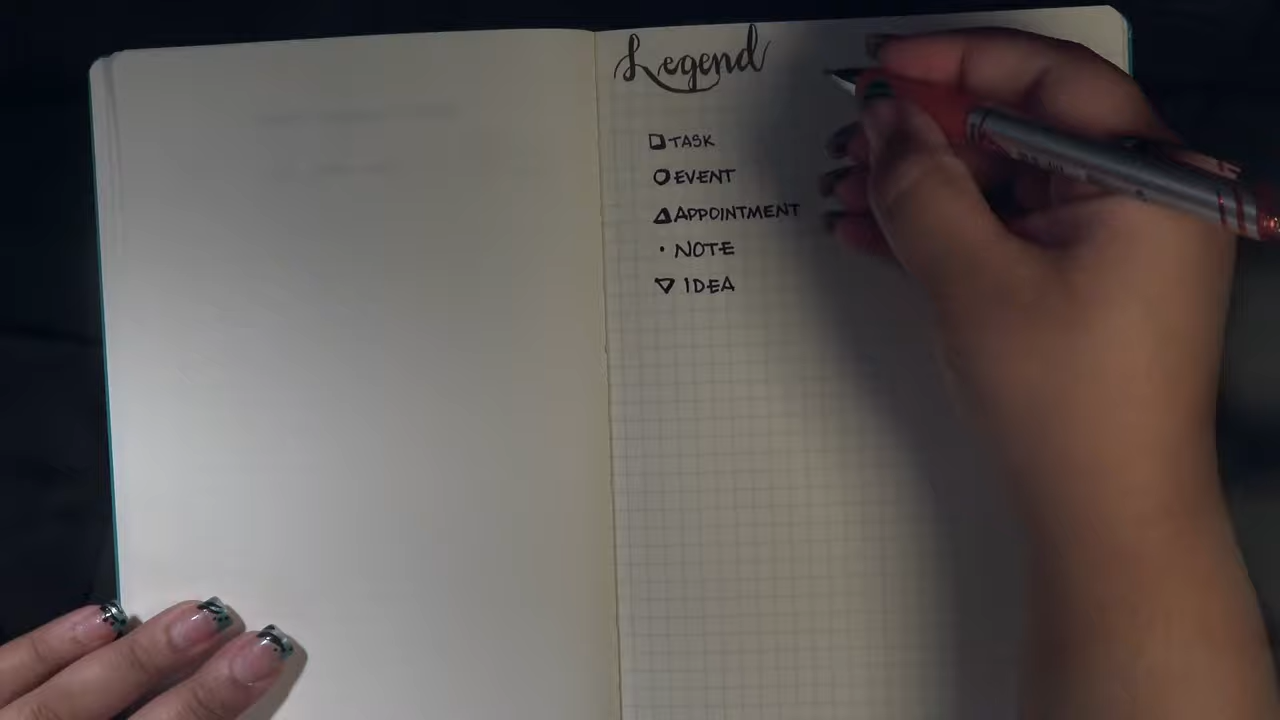 Legend
TASK
EVENT
APPOINTMENT
• NOTE
IDEA